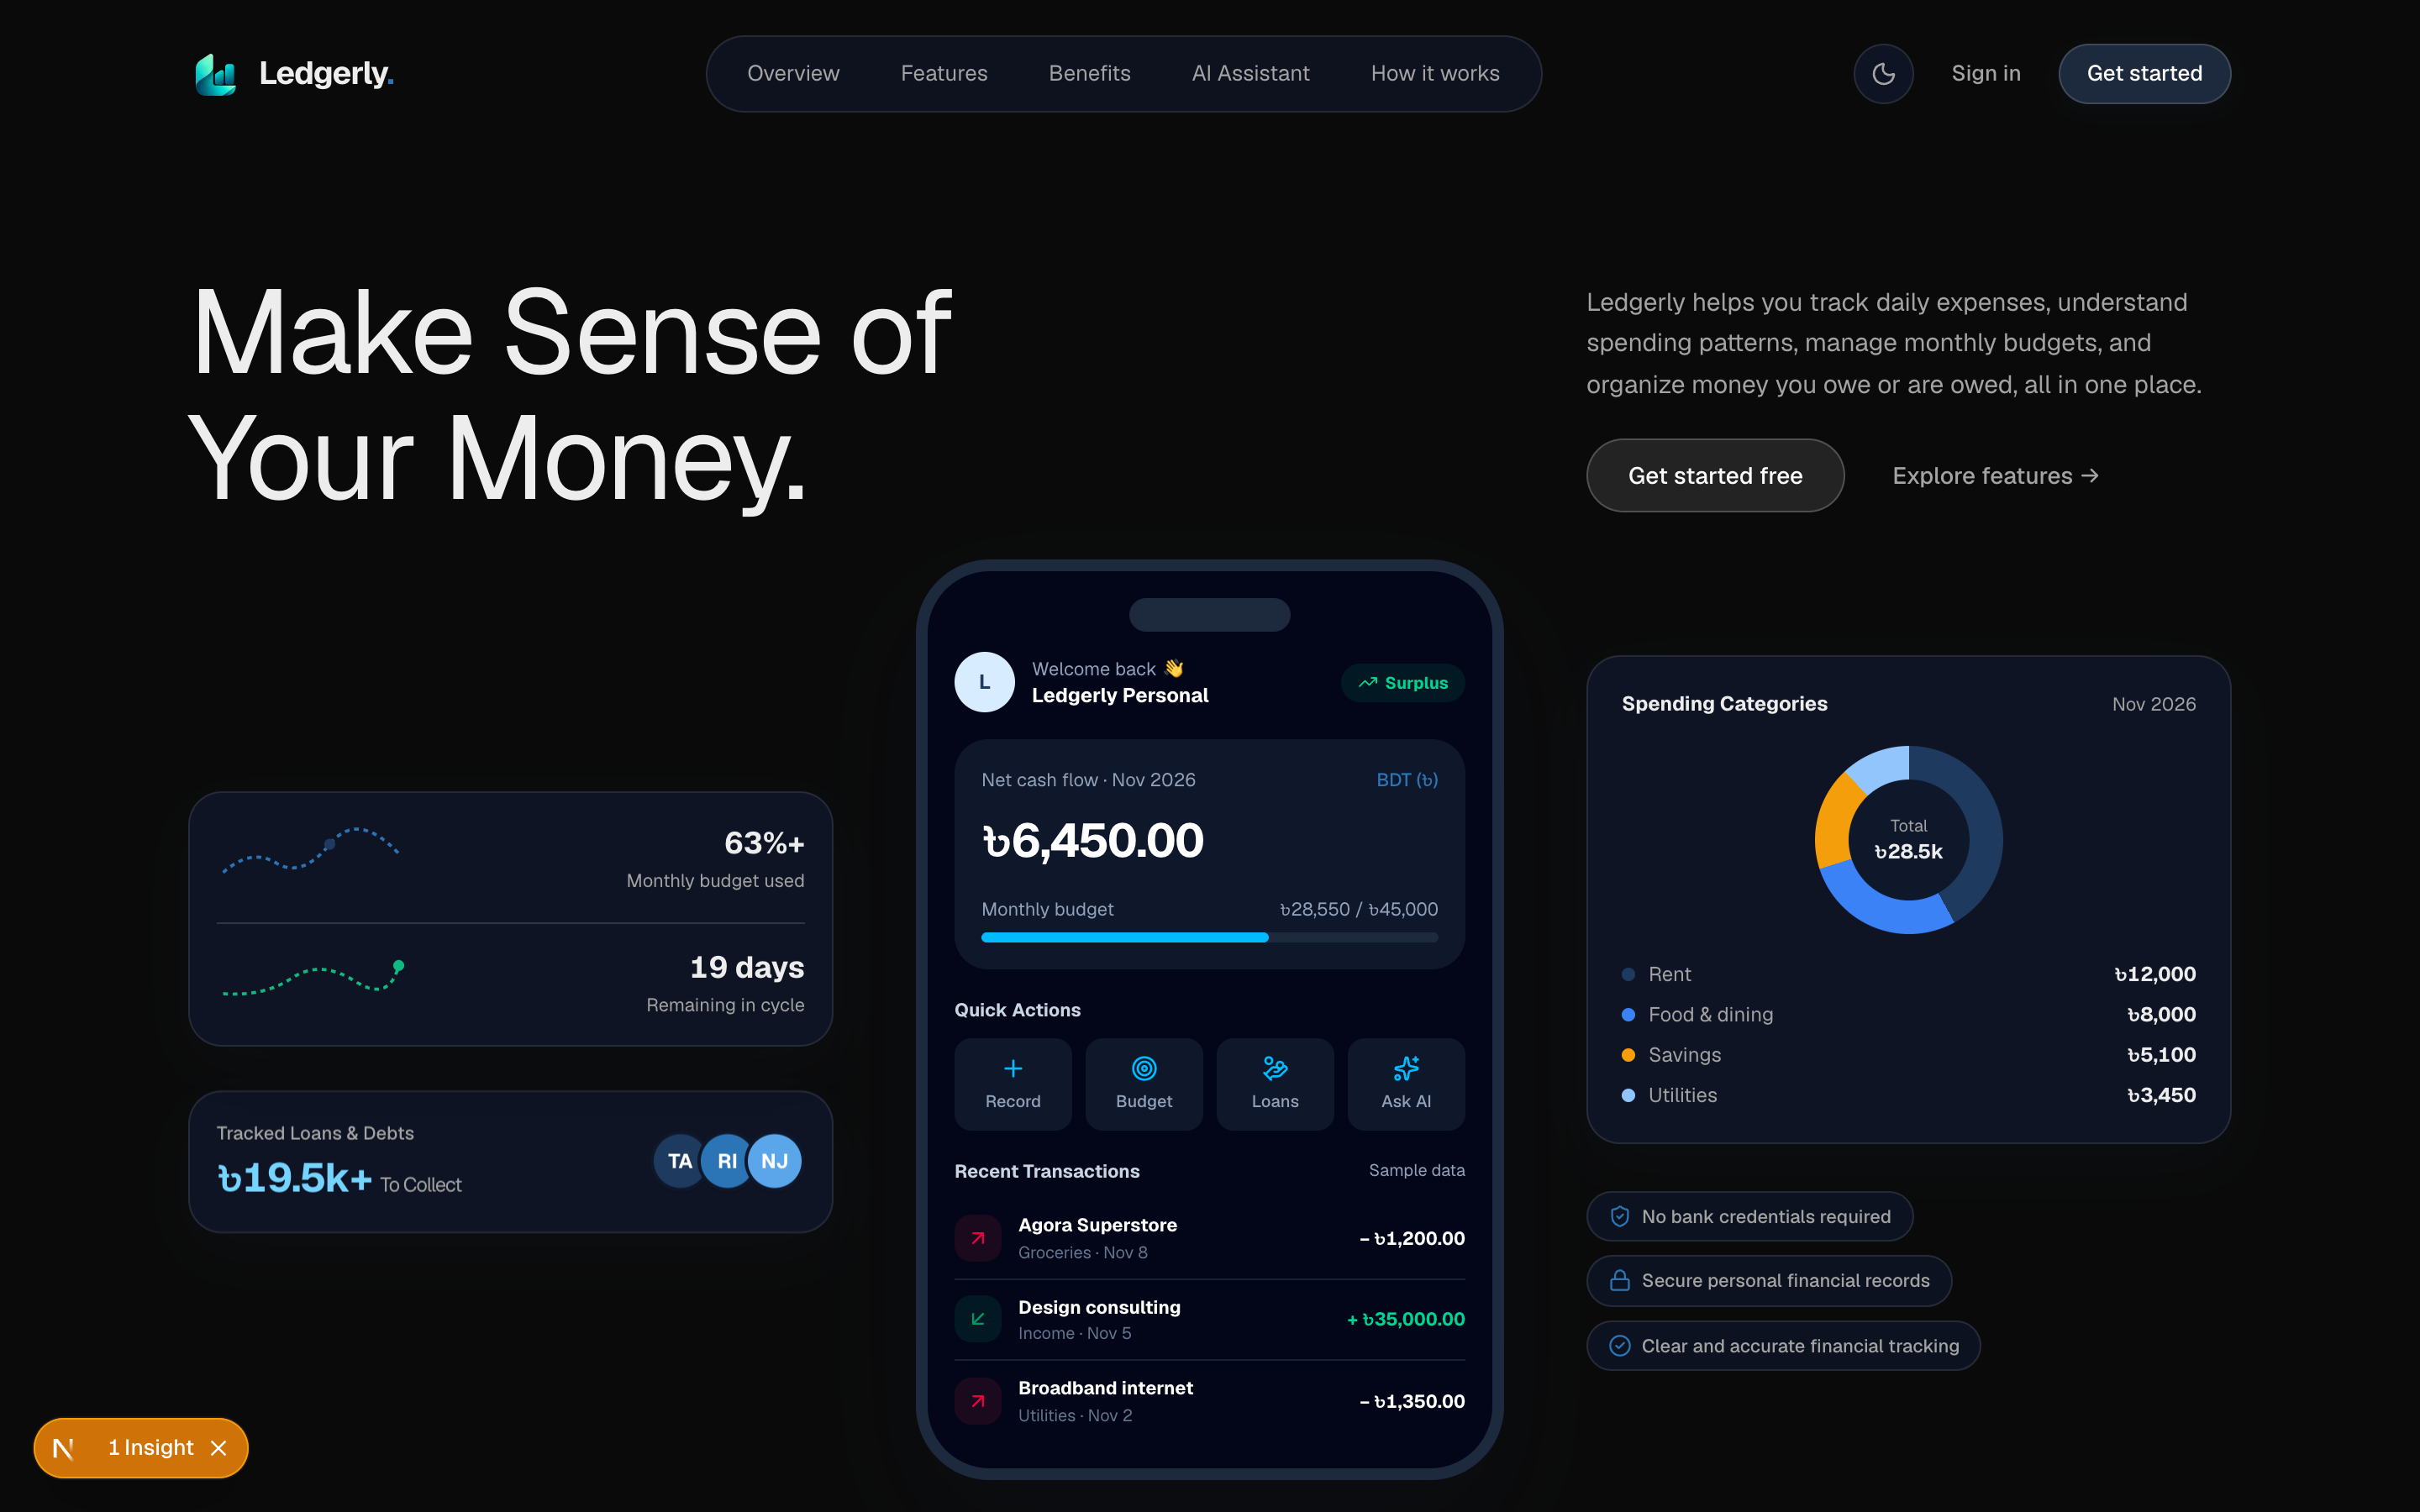 Ledgerly.
Overview Features Benefits AI Assistant How it works
Sign in
Get started
Make Sense of
Your Money.
Ledgerly helps you track daily expenses, understand
spending patterns, manage monthly budgets, and
organize money you owe or are owed, all in one place.
Get started free
Explore features →
63%+
Monthly budget used
19 days
Remaining in cycle
Tracked Loans & Debts
৳19.5k+ To Collect
TA RI NJ
L
Welcome back 👋
Ledgerly Personal
Surplus
Net cash flow · Nov 2026
BDT (৳)
৳6,450.00
Monthly budget
৳28,550 / ৳45,000
Quick Actions
Record Budget Loans Ask AI
Recent Transactions
Sample data
Agora Superstore
Groceries · Nov 8
− ৳1,200.00
Design consulting
Income · Nov 5
+ ৳35,000.00
Broadband internet
Utilities · Nov 2
− ৳1,350.00
Spending Categories
Nov 2026
Total
৳28.5k
Rent ৳12,000
Food & dining ৳8,000
Savings ৳5,100
Utilities ৳3,450
No bank credentials required
Secure personal financial records
Clear and accurate financial tracking
N 1 Insight